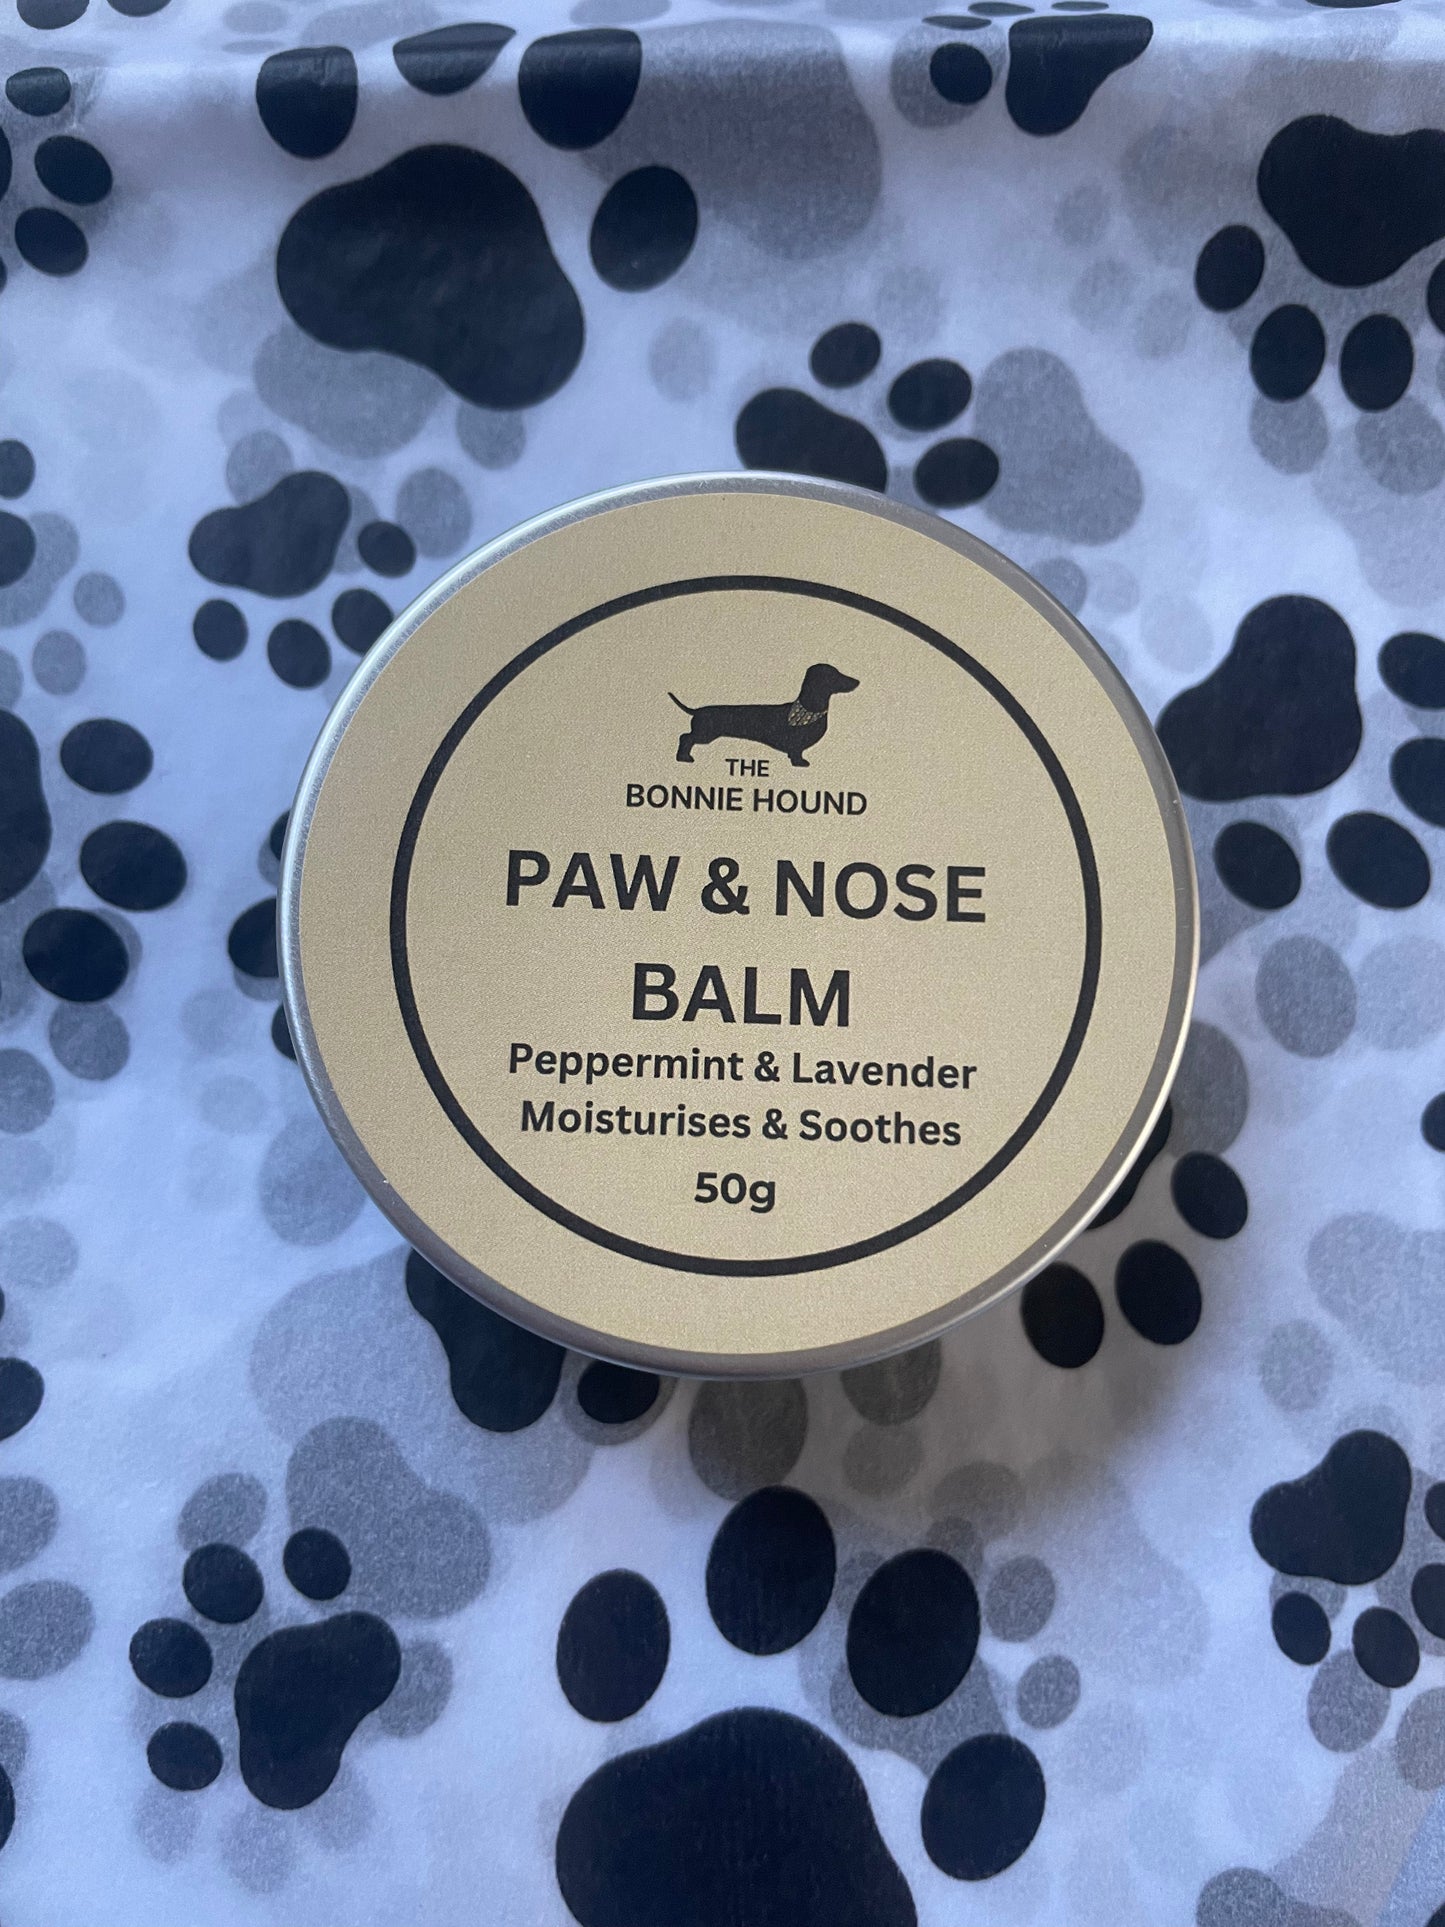 THE
BONNIE HOUND
PAW & NOSE
BALM
Peppermint & Lavender
Moisturises & Soothes
50g